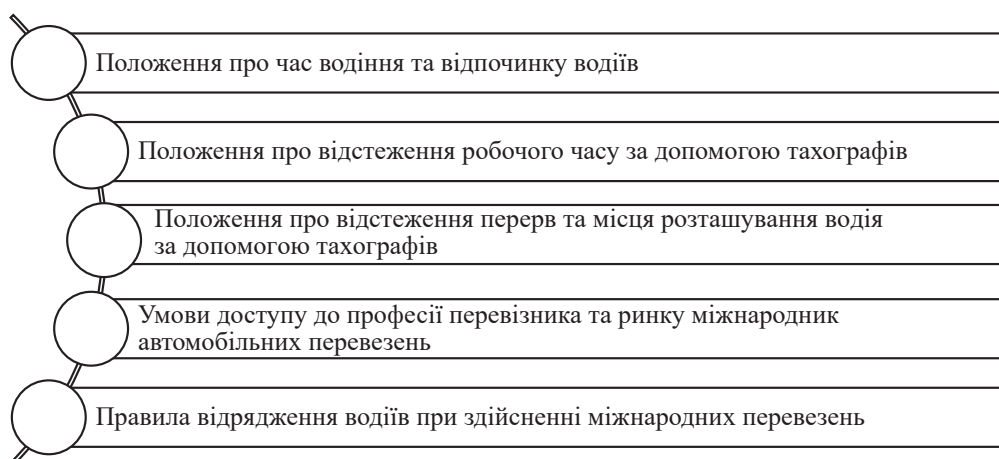 Положення про час водіння та відпочинку водіїв
Положення про відстеження робочого часу за допомогою тахографів
Положення про відстеження перерв та місця розташування водія
за допомогою тахографів
Умови доступу до професії перевізника та ринку міжнародник
автомобільних перевезень
Правила відрядження водіїв при здійсненні міжнародних перевезень